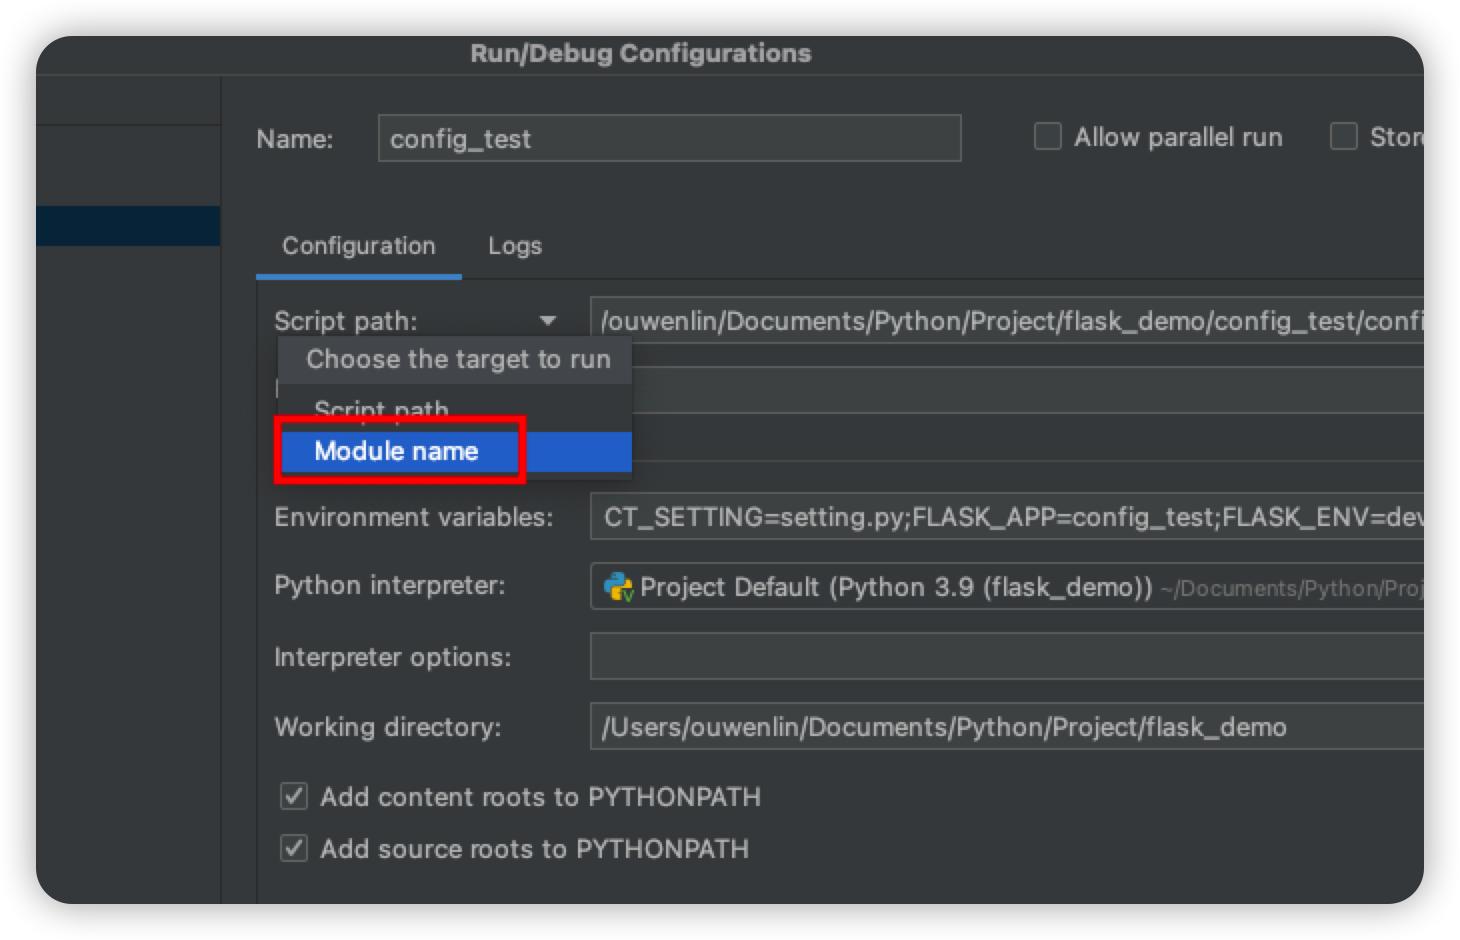 Run/Debug Configurations
Name: config_test Allow parallel run
Configuration Logs
Script path: /ouwenlin/Documents/Python/Project/flask_demo/config_test/confi
Choose the target to run
Script path
Module name
Environment variables: CT_SETTING=setting.py;FLASK_APP=config_test;FLASK_ENV=dev
Python interpreter: Project Default (Python 3.9 (flask_demo)) ~/Documents/Python/Proj
Interpreter options:
Working directory: /Users/ouwenlin/Documents/Python/Project/flask_demo
Add content roots to PYTHONPATH
Add source roots to PYTHONPATH